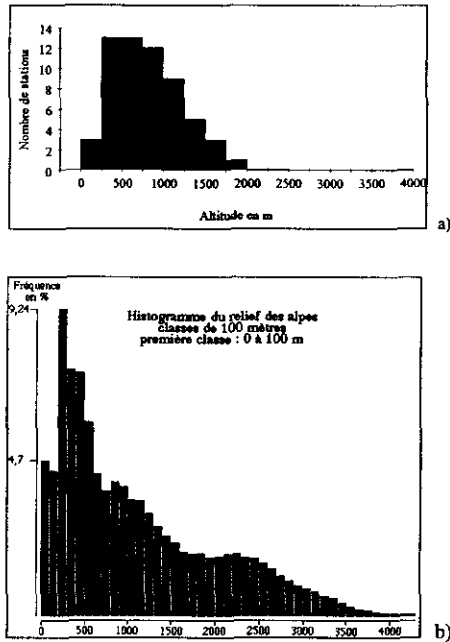 14
12
10
8
6
4
2
0
Nombre de stations
0 500 1000 1500 2000 2500 3000 3500 4000
Altitude en m
a)
Fréquence
en %
9,24
4,7
Histogramme du relief des alpes
classes de 100 mètres
première classe : 0 à 100 m
0 500 1000 1500 2000 2500 3000 3500 4000
b)